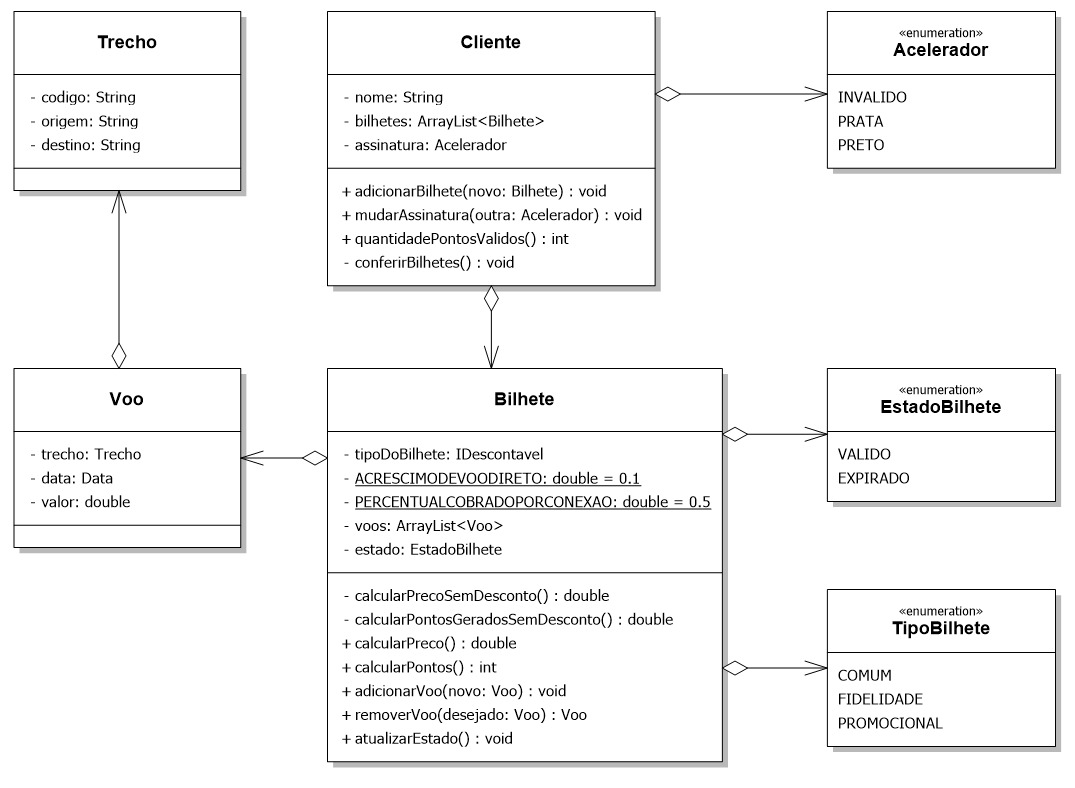 Trecho
- codigo: String
- origem: String
- destino: String
Cliente
- nome: String
- bilhetes: ArrayList<Bilhete>
- assinatura: Acelerador
+ adicionarBilhete(novo: Bilhete) : void
+ mudarAssinatura(outra: Acelerador) : void
+ quantidadePontosValidos() : int
- conferirBilhetes() : void
«enumeration»
Acelerador
INVALIDO
PRATA
PRETO
Voo
- trecho: Trecho
- data: Data
- valor: double
Bilhete
- tipoDoBilhete: IDescontavel
- ACRESCIMODEVOODIRETO: double = 0.1
- PERCENTUALCOBRADOPORCONEXAO: double = 0.5
- voos: ArrayList<Voo>
- estado: EstadoBilhete
- calcularPrecoSemDesconto() : double
- calcularPontosGeradosSemDesconto() : double
+ calcularPreco() : double
+ calcularPontos() : int
+ adicionarVoo(novo: Voo) : void
+ removerVoo(desejado: Voo) : Voo
+ atualizarEstado() : void
«enumeration»
EstadoBilhete
VALIDO
EXPIRADO
«enumeration»
TipoBilhete
COMUM
FIDELIDADE
PROMOCIONAL